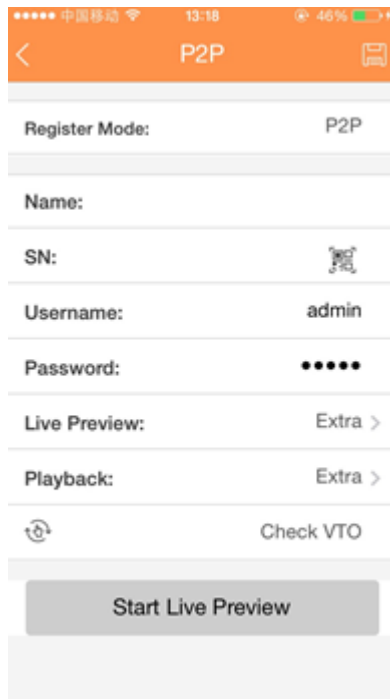 中国移动 13:18 46%
P2P
Register Mode: P2P
Name:
SN:
Username: admin
Password: •••••
Live Preview: Extra >
Playback: Extra >
Check VTO
Start Live Preview